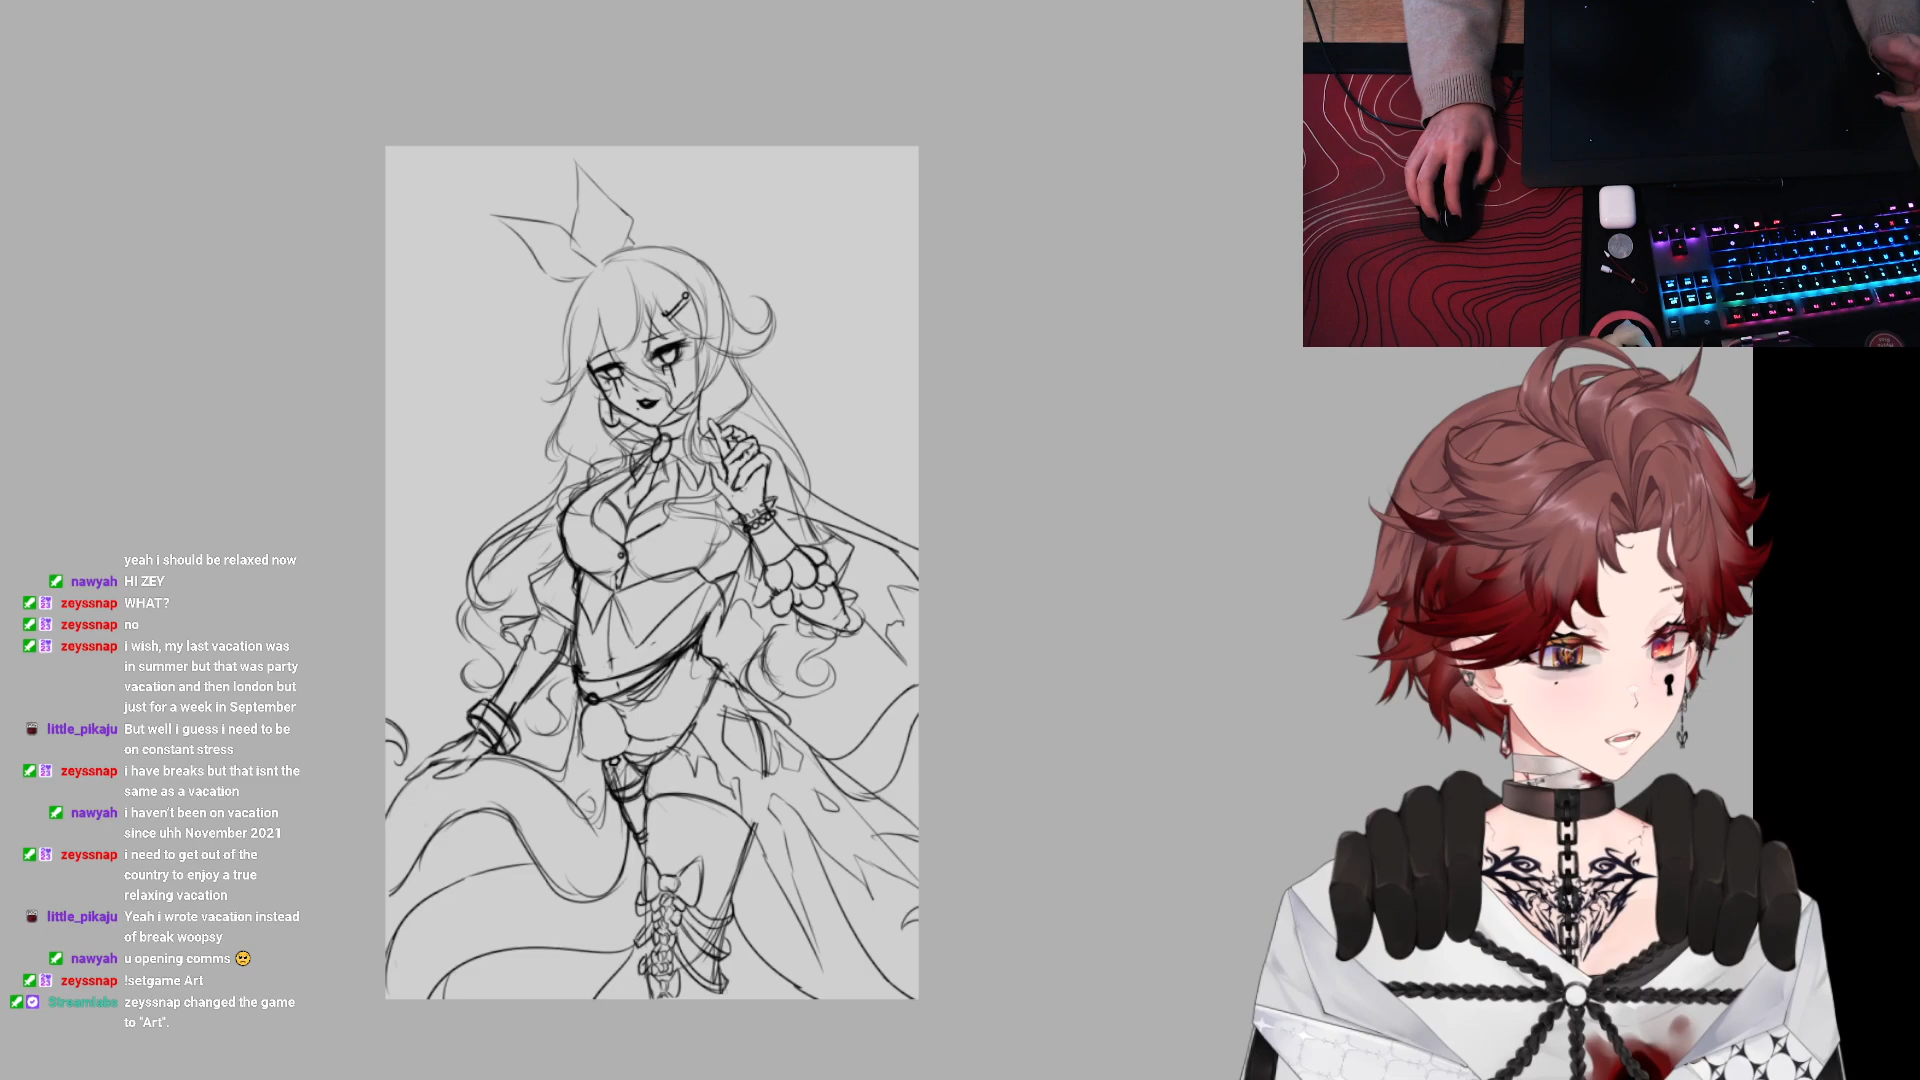 yeah i should be relaxed now
nawyah HI ZEY
zeyssnap WHAT?
zeyssnap no
zeyssnap I wish, my last vacation was
in summer but that was party
vacation and then london but
just for a week in September
little_pikaju But well i guess i need to be
on constant stress
zeyssnap i have breaks but that isnt the
same as a vacation
nawyah i haven't been on vacation
since uhh November 2021
zeyssnap i need to get out of the
country to enjoy a true
relaxing vacation
little_pikaju Yeah i wrote vacation instead
of break woopsy
nawyah u opening comms 🥺
zeyssnap !setgame Art
Streamlabs zeyssnap changed the game
to "Art".